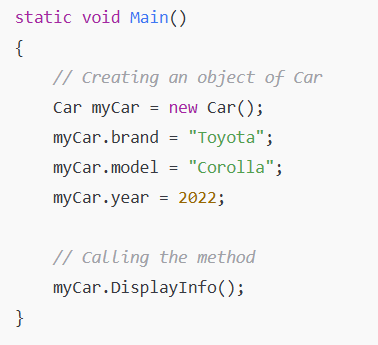 static void Main()
{
    // Creating an object of Car
    Car myCar = new Car();
    myCar.brand = "Toyota";
    myCar.model = "Corolla";
    myCar.year = 2022;

    // Calling the method
    myCar.DisplayInfo();
}